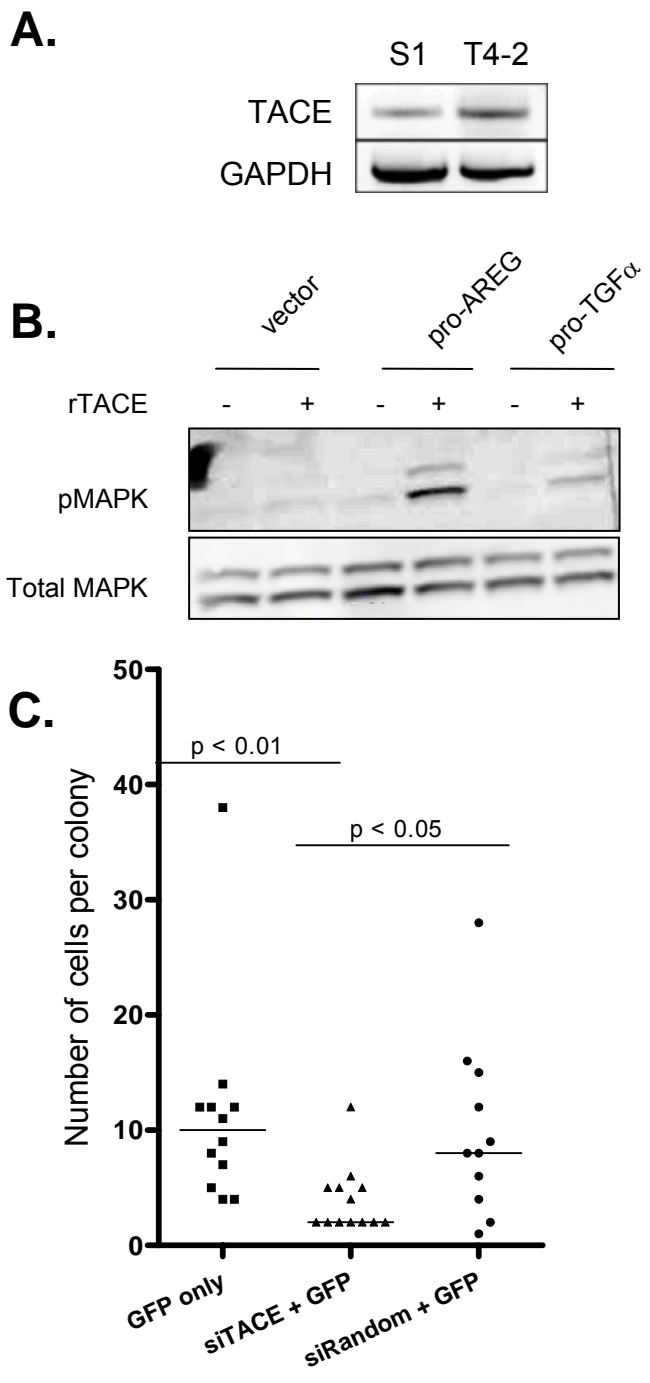 A.
S1 T4-2
TACE
GAPDH
B.
vector pro-AREG pro-TGFα
rTACE - + - + - +
pMAPK
Total MAPK
C.
50
40
30
20
10
0
Number of cells per colony
p < 0.01
p < 0.05
GFP only
siTACE + GFP
siRandom + GFP